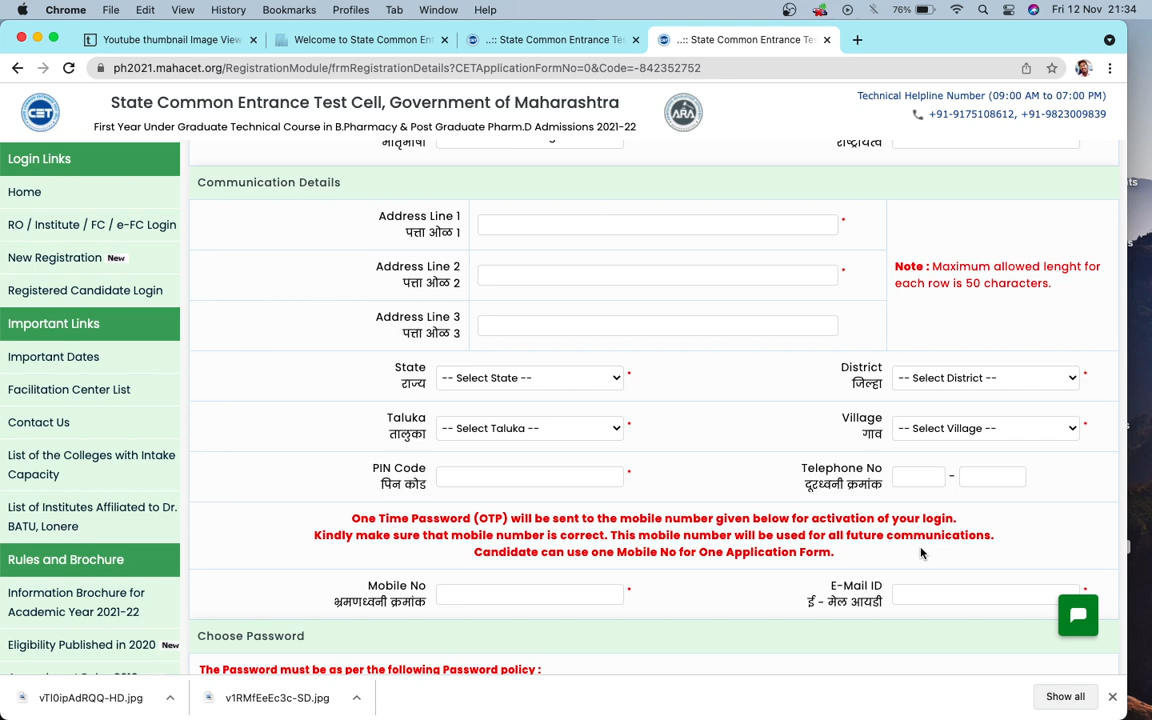 Chrome File Edit View History Bookmarks Profiles Tab Window Help 76% Fri 12 Nov 21:34
Youtube thumbnail Image View
Welcome to State Common Ent
..:: State Common Entrance Tes
..:: State Common Entrance Tes
ph2021.mahacet.org/RegistrationModule/frmRegistrationDetails?CETApplicationFormNo=0&Code=-842352752
State Common Entrance Test Cell, Government of Maharashtra
First Year Under Graduate Technical Course in B.Pharmacy & Post Graduate Pharm.D Admissions 2021-22
CET
ARA
Technical Helpline Number (09:00 AM to 07:00 PM)
+91-9175108612, +91-9823009839
Login Links
Home
RO / Institute / FC / e-FC Login
New Registration New
Registered Candidate Login
Important Links
Important Dates
Facilitation Center List
Contact Us
List of the Colleges with Intake
Capacity
List of Institutes Affiliated to Dr.
BATU, Lonere
Rules and Brochure
Information Brochure for
Academic Year 2021-22
Eligibility Published in 2020 New
मातृभाषा
राष्ट्रीयत्व
Communication Details
Address Line 1 *
पत्ता ओळ 1
Address Line 2 *
पत्ता ओळ 2
Address Line 3
पत्ता ओळ 3
Note : Maximum allowed lenght for
each row is 50 characters.
State -- Select State -- *
राज्य
District -- Select District -- *
जिल्हा
Taluka -- Select Taluka -- *
तालुका
Village -- Select Village -- *
गाव
PIN Code *
पिन कोड
Telephone No -
दूरध्वनी क्रमांक
One Time Password (OTP) will be sent to the mobile number given below for activation of your login.
Kindly make sure that mobile number is correct. This mobile number will be used for all future communications.
Candidate can use one Mobile No for One Application Form.
Mobile No *
भ्रमणध्वनी क्रमांक
E-Mail ID *
ई - मेल आयडी
Choose Password
The Password must be as per the following Password policy :
vTl0ipAdRQQ-HD.jpg
v1RMfEeEc3c-SD.jpg
Show all